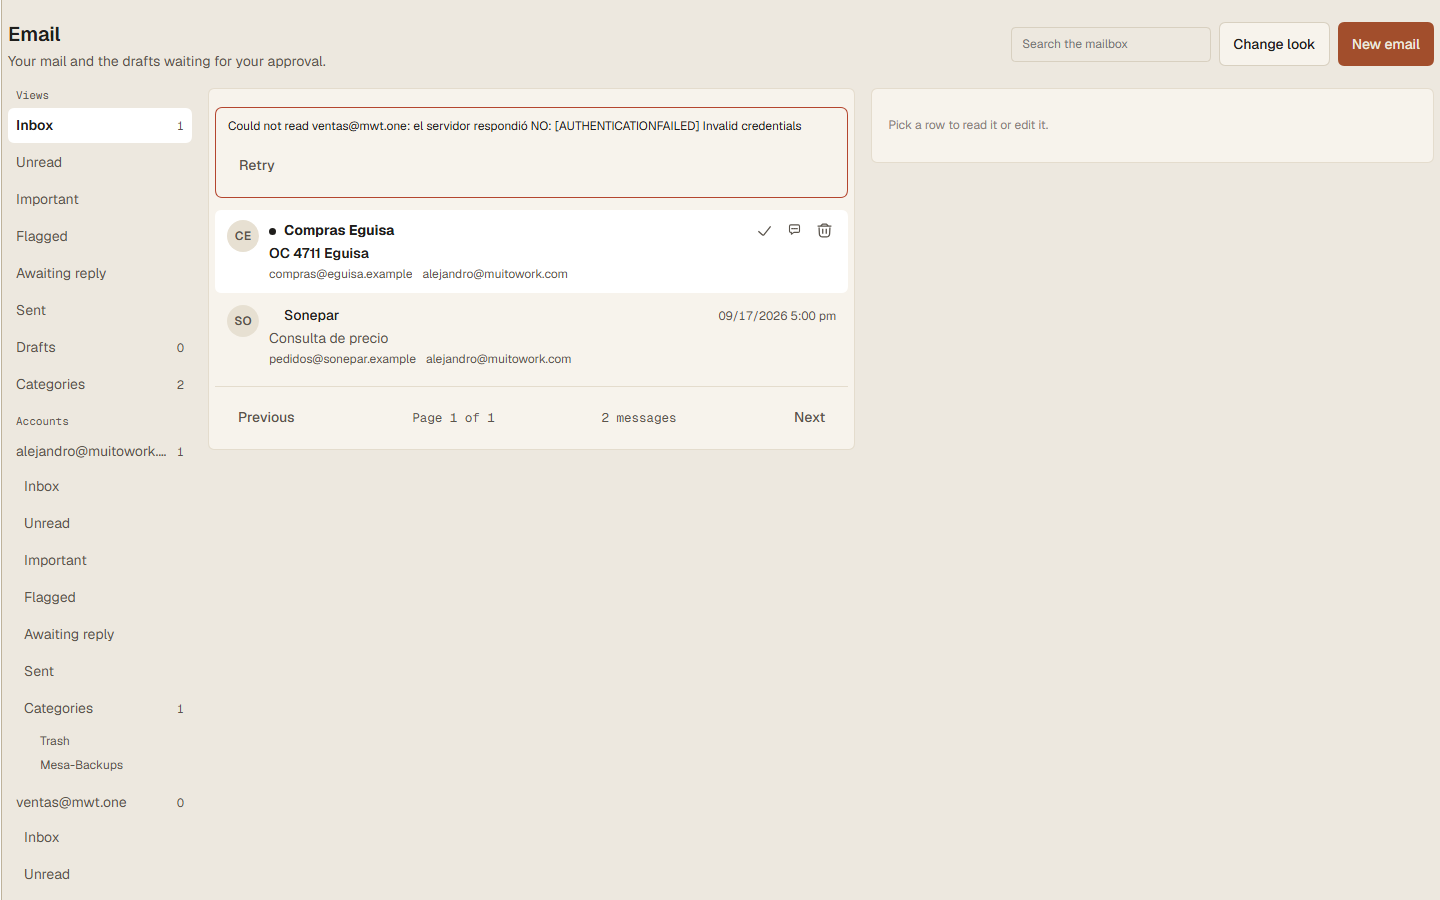 Email
Your mail and the drafts waiting for your approval.
Search the mailbox
Change look
New email
Views
Inbox 1
Unread
Important
Flagged
Awaiting reply
Sent
Drafts 0
Categories 2
Accounts
alejandro@muitowork.... 1
Inbox
Unread
Important
Flagged
Awaiting reply
Sent
Categories 1
Trash
Mesa-Backups
ventas@mwt.one 0
Inbox
Unread
Could not read ventas@mwt.one: el servidor respondió NO: [AUTHENTICATIONFAILED] Invalid credentials
Retry
CE
Compras Eguisa
OC 4711 Eguisa
compras@eguisa.example alejandro@muitowork.com
SO
Sonepar 09/17/2026 5:00 pm
Consulta de precio
pedidos@sonepar.example alejandro@muitowork.com
Previous Page 1 of 1 2 messages Next
Pick a row to read it or edit it.